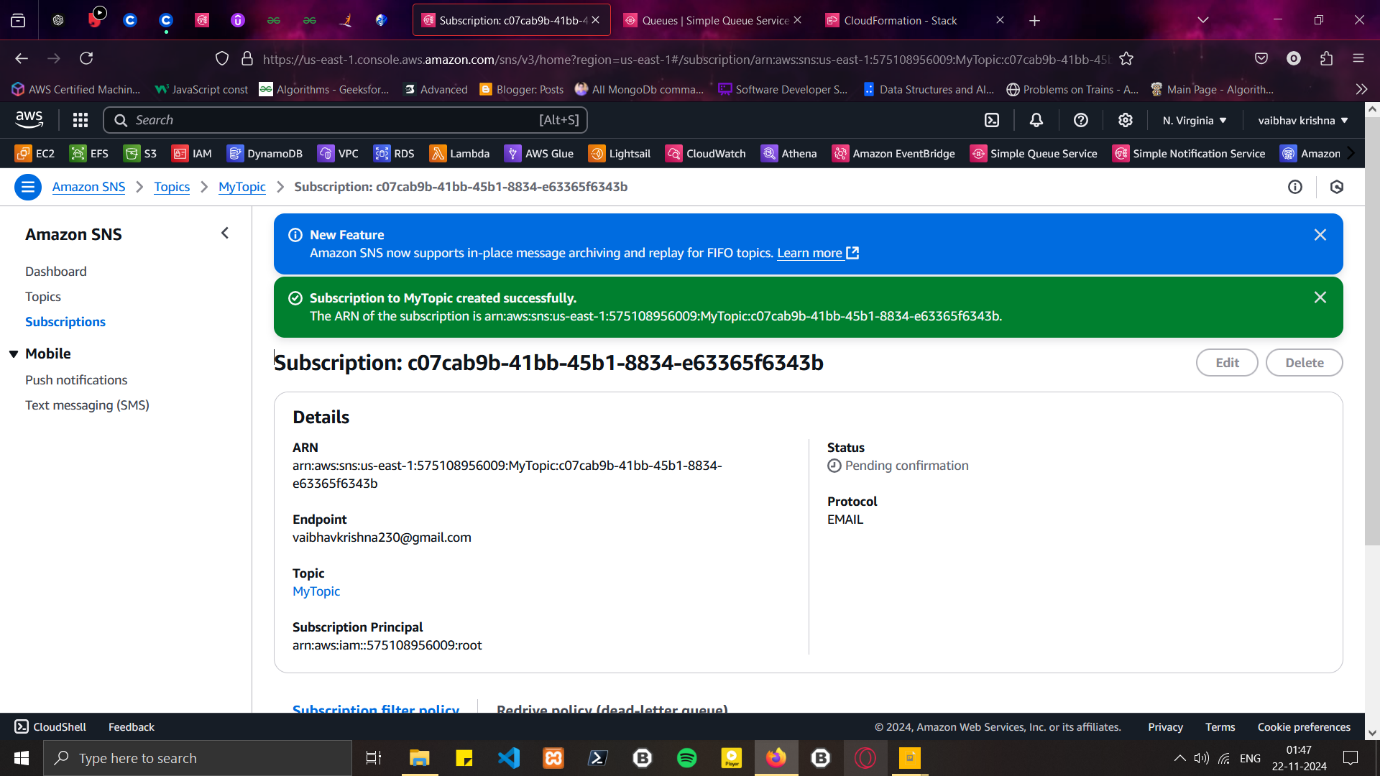 Subscription: c07cab9b-41bb-4
Queues | Simple Queue Service
CloudFormation - Stack
https://us-east-1.console.aws.amazon.com/sns/v3/home?region=us-east-1#/subscription/arn:aws:sns:us-east-1:575108956009:MyTopic:c07cab9b-41bb-45b1-
AWS Certified Machin...
JavaScript const
Algorithms - Geeksfor...
Advanced
Blogger: Posts
All MongoDb comma...
Software Developer S...
Data Structures and Al...
Problems on Trains - A...
Main Page - Algorith...
aws
Search
[Alt+S]
N. Virginia
vaibhav krishna
EC2
EFS
S3
IAM
DynamoDB
VPC
RDS
Lambda
AWS Glue
Lightsail
CloudWatch
Athena
Amazon EventBridge
Simple Queue Service
Simple Notification Service
Amazon
Amazon SNS
Topics
MyTopic
Subscription: c07cab9b-41bb-45b1-8834-e63365f6343b
Amazon SNS
Dashboard
Topics
Subscriptions
Mobile
Push notifications
Text messaging (SMS)
New Feature
Amazon SNS now supports in-place message archiving and replay for FIFO topics. Learn more
Subscription to MyTopic created successfully.
The ARN of the subscription is arn:aws:sns:us-east-1:575108956009:MyTopic:c07cab9b-41bb-45b1-8834-e63365f6343b.
Subscription: c07cab9b-41bb-45b1-8834-e63365f6343b
Edit
Delete
Details
ARN
arn:aws:sns:us-east-1:575108956009:MyTopic:c07cab9b-41bb-45b1-8834-
e63365f6343b
Endpoint
vaibhavkrishna230@gmail.com
Topic
MyTopic
Subscription Principal
arn:aws:iam::575108956009:root
Status
Pending confirmation
Protocol
EMAIL
Subscription filter policy
Redrive policy (dead-letter queue)
CloudShell
Feedback
© 2024, Amazon Web Services, Inc. or its affiliates.
Privacy
Terms
Cookie preferences
Type here to search
ENG
01:47
22-11-2024